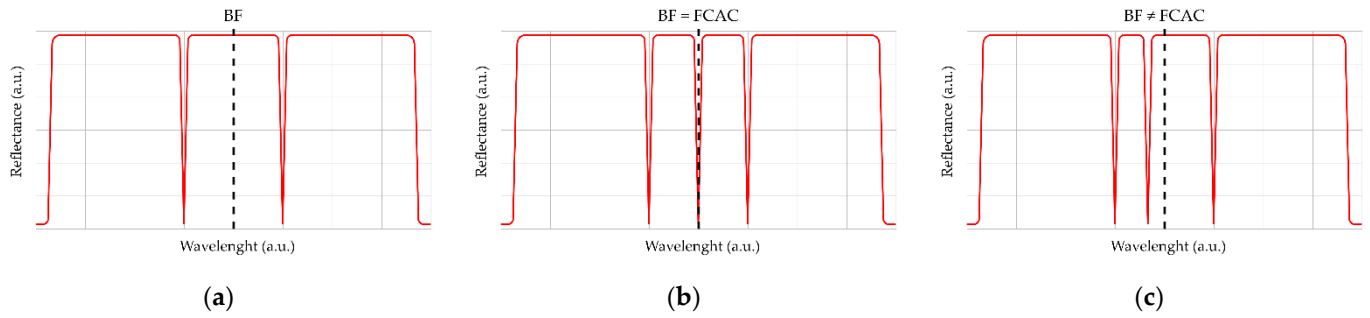 BF
Reflectance (a.u.)
Wavelenght (a.u.)
(a)
BF = FCAC
Reflectance (a.u.)
Wavelenght (a.u.)
(b)
BF ≠ FCAC
Reflectance (a.u.)
Wavelenght (a.u.)
(c)